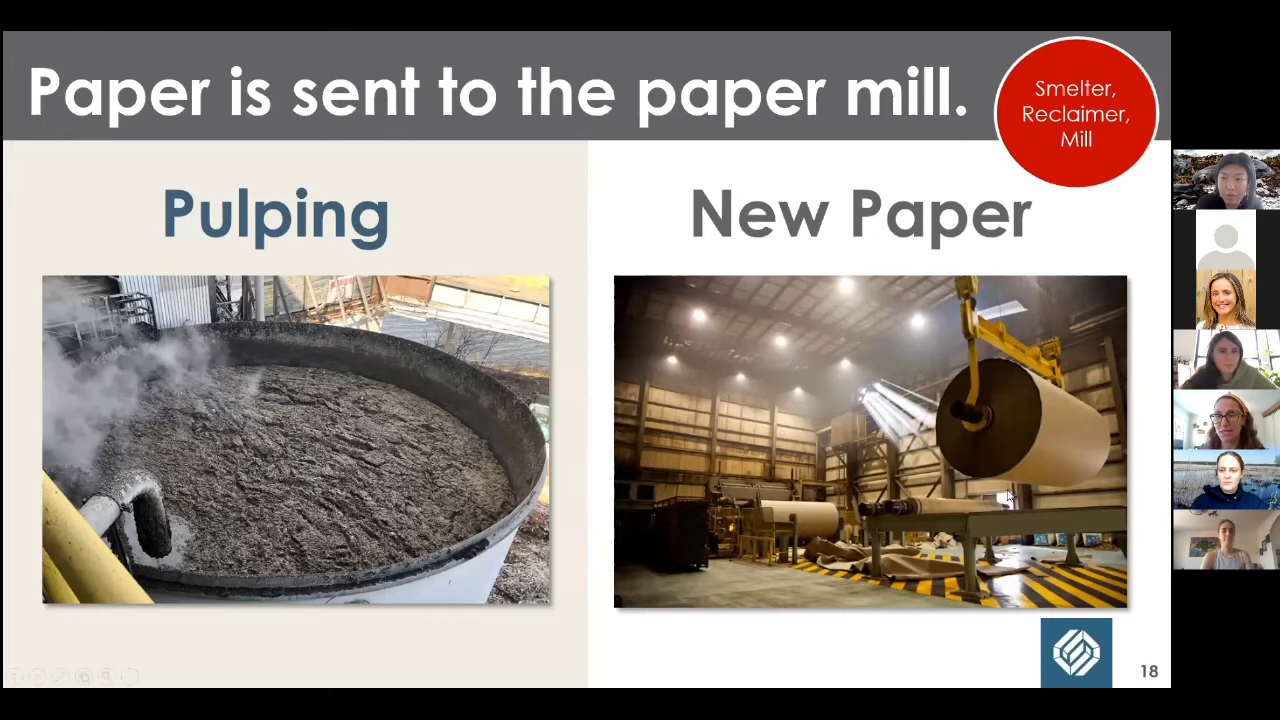 Paper is sent to the paper mill.
Smelter,
Reclaimer,
Mill
Pulping
New Paper
18